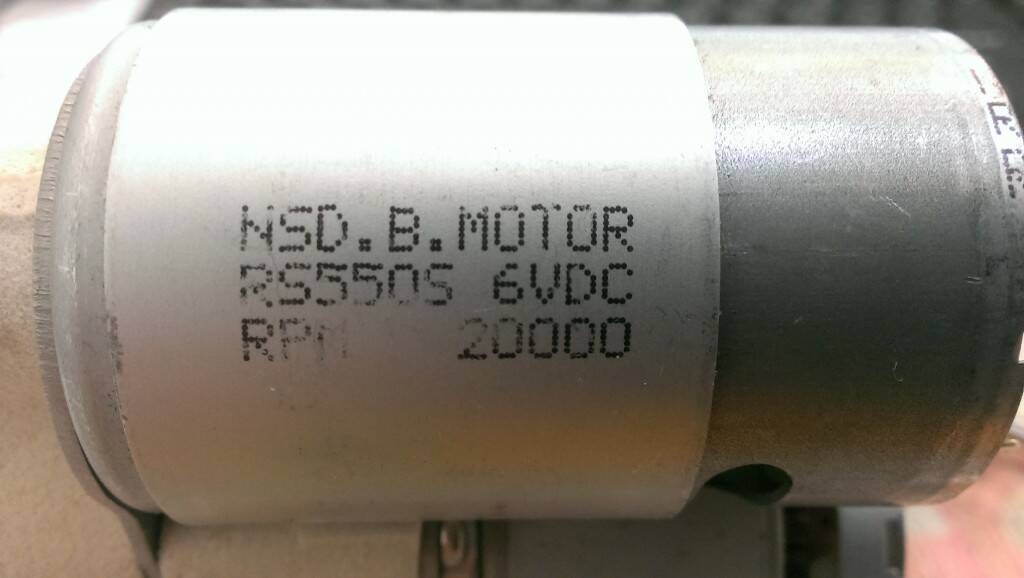 NSD.B.MOTOR
RS550S 6VDC
RPM 20000